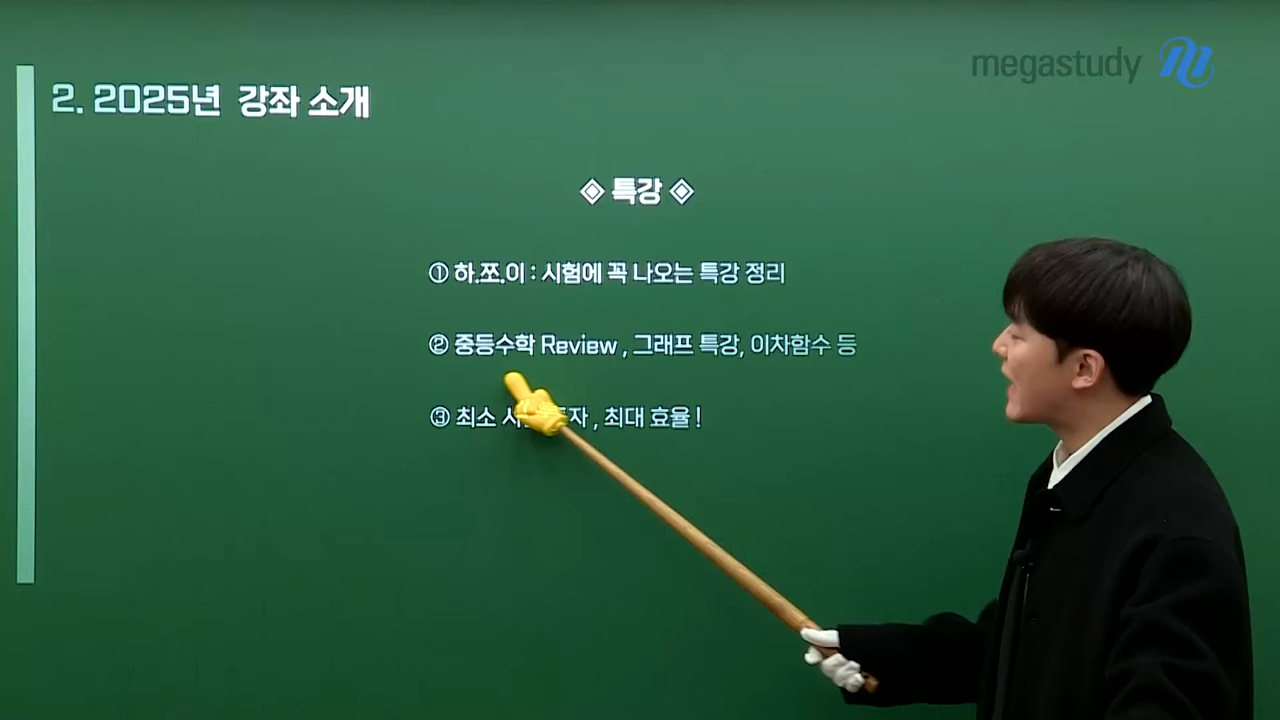 megastudy
2. 2025년 강좌 소개
◈ 특강 ◈
① 하.쪼.이 : 시험에 꼭 나오는 특강 정리
② 중등수학 Review , 그래프 특강, 이차함수 등
③ 최소 , 최대 효율 !